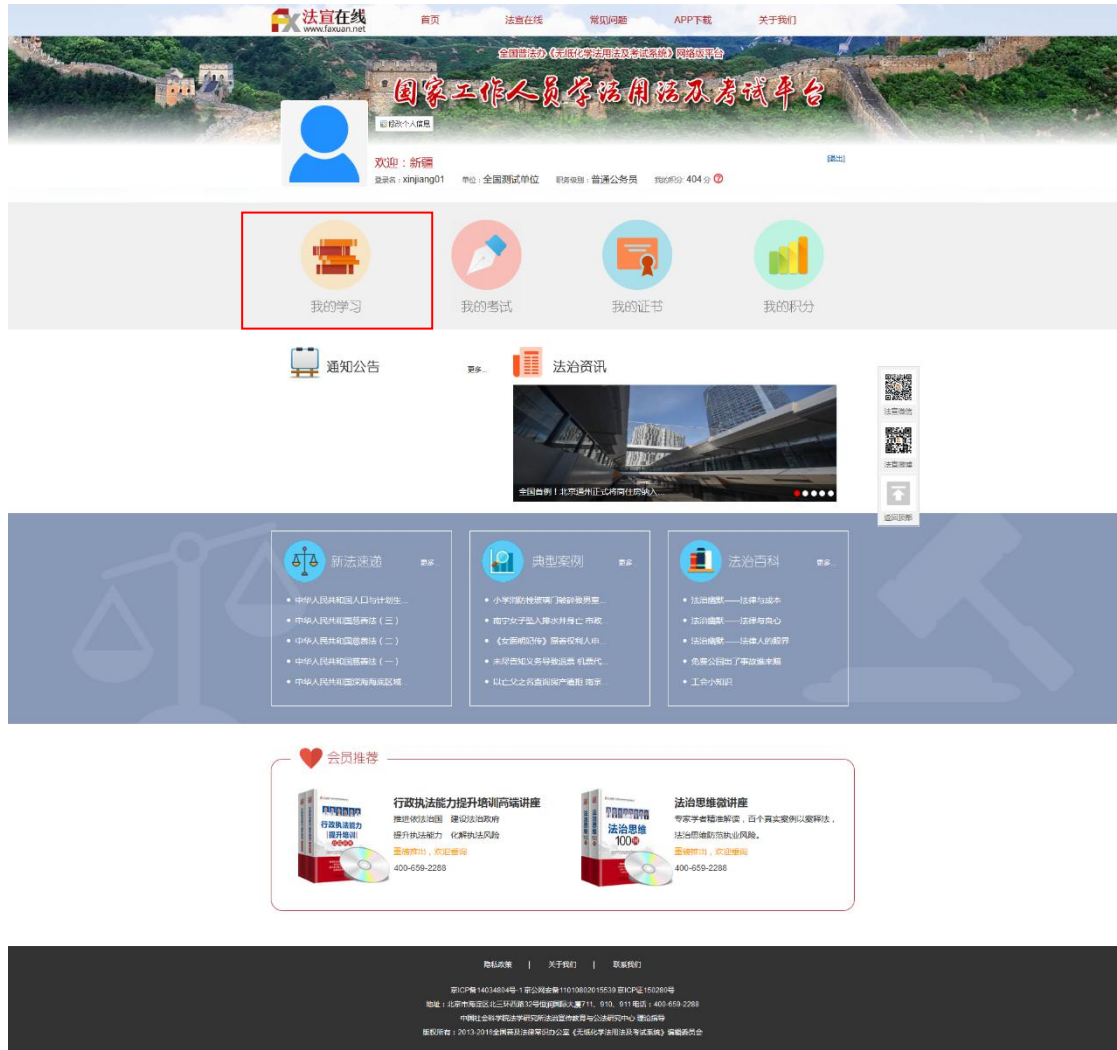 法宣在线
www.faxuan.net
首页 法宣在线 常见问题 APP下载 关于我们
全国普法办《无纸化学法用法及考试系统》网络版平台
国家工作人员学法用法及考试平台
修改个人信息
欢迎：新疆
[退出]
登录名：xinjiang01 单位：全国测试单位 职务级别：普通公务员 我的积分: 404 分
我的学习 我的考试 我的证书 我的积分
通知公告 更多... 法治资讯
法宣微信
法宣微博
返回顶部
全国首例！北京通州正式将商住房纳入...
新法速递 更多...
• 中华人民共和国人口与计划生...
• 中华人民共和国慈善法（三）
• 中华人民共和国慈善法（二）
• 中华人民共和国慈善法（一）
• 中华人民共和国深海海底区域...
典型案例 更多...
• 小学消防栓玻璃门破碎致男童...
• 南宁女子坠入排水井身亡 市政...
• 《女医明妃传》原著权利人申...
• 未尽告知义务导致退票 机票代...
• 以亡父之名查询房产遭拒 南京...
法治百科 更多...
• 法治幽默——法律与成本
• 法治幽默——法律与良心
• 法治幽默——法律人的眼界
• 免费公园出了事故谁来赔
• 工会小知识
会员推荐
行政执法能力
提升培训
行政执法能力提升培训高端讲座
推进依法治国 建设法治政府
提升执法能力 化解执法风险
重磅推出，欢迎垂询
400-659-2288
法治思维
100问
法治思维微讲座
专家学者精准解读，百个真实案例以案释法，
法治思维防范执业风险。
重磅推出，欢迎垂询
400-659-2288
隐私政策 | 关于我们 | 联系我们
京ICP备14034804号-1 京公网安备11010802015539 京ICP证150280号
地址：北京市海淀区北三环西路32号恒润国际大厦711、910、911 电话：400-659-2288
中国社会科学院法学研究所法治宣传教育与公法研究中心 理论指导
版权所有：2013-2016全国普及法律常识办公室《无纸化学法用法及考试系统》编辑委员会